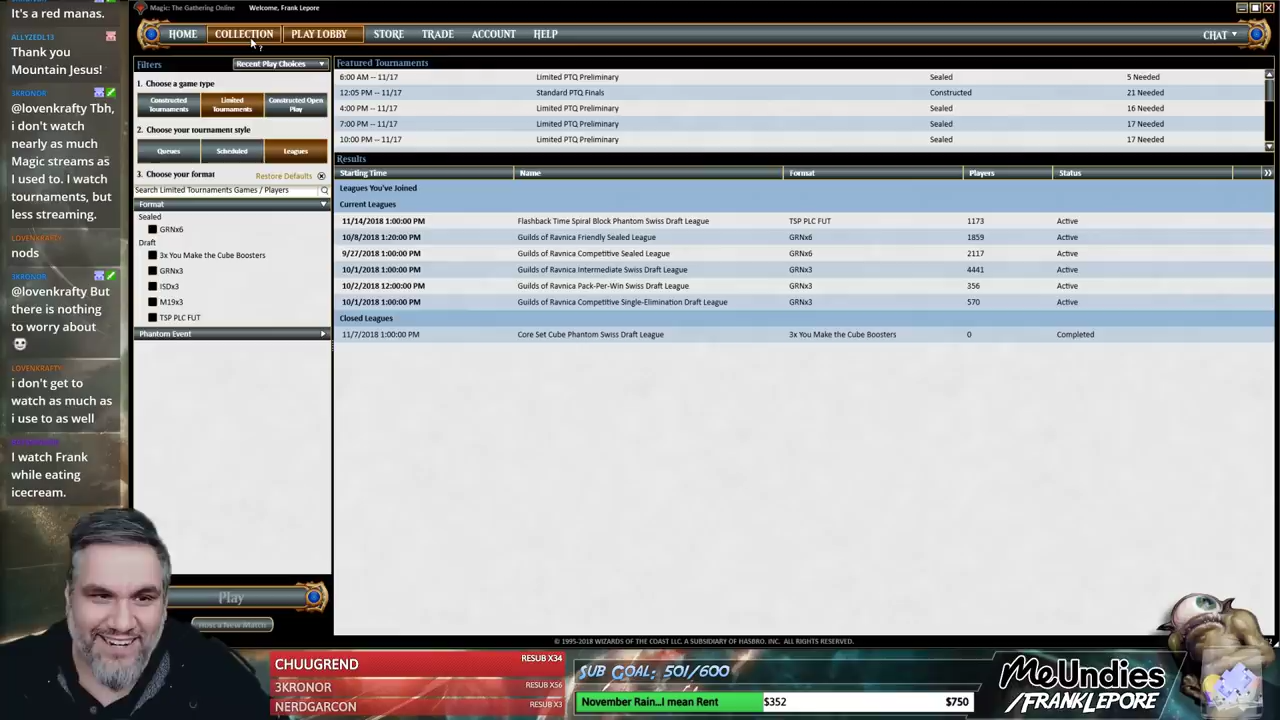 It's a red manas.
ALLYZEDL13
Thank you
Mountain Jesus!
3KRONOR
@lovenkrafty Tbh,
i don't watch
nearly as much
Magic streams as
I used to. I watch
tournaments, but
less streaming.
LOVENKRAFTY
nods
3KRONOR
@lovenkrafty But
there is nothing
to worry about
LOVENKRAFTY
i don't get to
watch as much as
i use to as well
I watch Frank
while eating
icecream.
Magic: The Gathering Online
Welcome, Frank Lepore
HOME
COLLECTION
PLAY LOBBY
STORE
TRADE
ACCOUNT
HELP
CHAT
Filters
Recent Play Choices
1. Choose a game type
Constructed Tournaments
Limited Tournaments
Constructed Open Play
2. Choose your tournament style
Queues
Scheduled
Leagues
3. Choose your format
Restore Defaults
Search Limited Tournaments Games / Players
Format
Sealed
GRNx6
Draft
3x You Make the Cube Boosters
GRNx3
ISDx3
M19x3
TSP PLC FUT
Phantom Event
Play
Host a New Match
Featured Tournaments
6:00 AM -- 11/17 Limited PTQ Preliminary Sealed 5 Needed
12:05 PM -- 11/17 Standard PTQ Finals Constructed 21 Needed
4:00 PM -- 11/17 Limited PTQ Preliminary Sealed 16 Needed
7:00 PM -- 11/17 Limited PTQ Preliminary Sealed 17 Needed
10:00 PM -- 11/17 Limited PTQ Preliminary Sealed 17 Needed
Results
Starting Time Name Format Players Status
Leagues You've Joined
Current Leagues
11/14/2018 1:00:00 PM Flashback Time Spiral Block Phantom Swiss Draft League TSP PLC FUT 1173 Active
10/8/2018 1:20:00 PM Guilds of Ravnica Friendly Sealed League GRNx6 1859 Active
9/27/2018 1:00:00 PM Guilds of Ravnica Competitive Sealed League GRNx6 2117 Active
10/1/2018 1:00:00 PM Guilds of Ravnica Intermediate Swiss Draft League GRNx3 4441 Active
10/2/2018 12:00:00 PM Guilds of Ravnica Pack-Per-Win Swiss Draft League GRNx3 356 Active
10/1/2018 1:00:00 PM Guilds of Ravnica Competitive Single-Elimination Draft League GRNx3 570 Active
Closed Leagues
11/7/2018 1:00:00 PM Core Set Cube Phantom Swiss Draft League 3x You Make the Cube Boosters 0 Completed
© 1995-2018 WIZARDS OF THE COAST LLC. A SUBSIDIARY OF HASBRO, INC. ALL RIGHTS RESERVED.
CHUUGREND RESUB X34
3KRONOR RESUB X56
NERDGARCON RESUB X3
SUB GOAL: 501/600
November Rain...I mean Rent $352 $750
MeUndies
/FRANKLEPORE